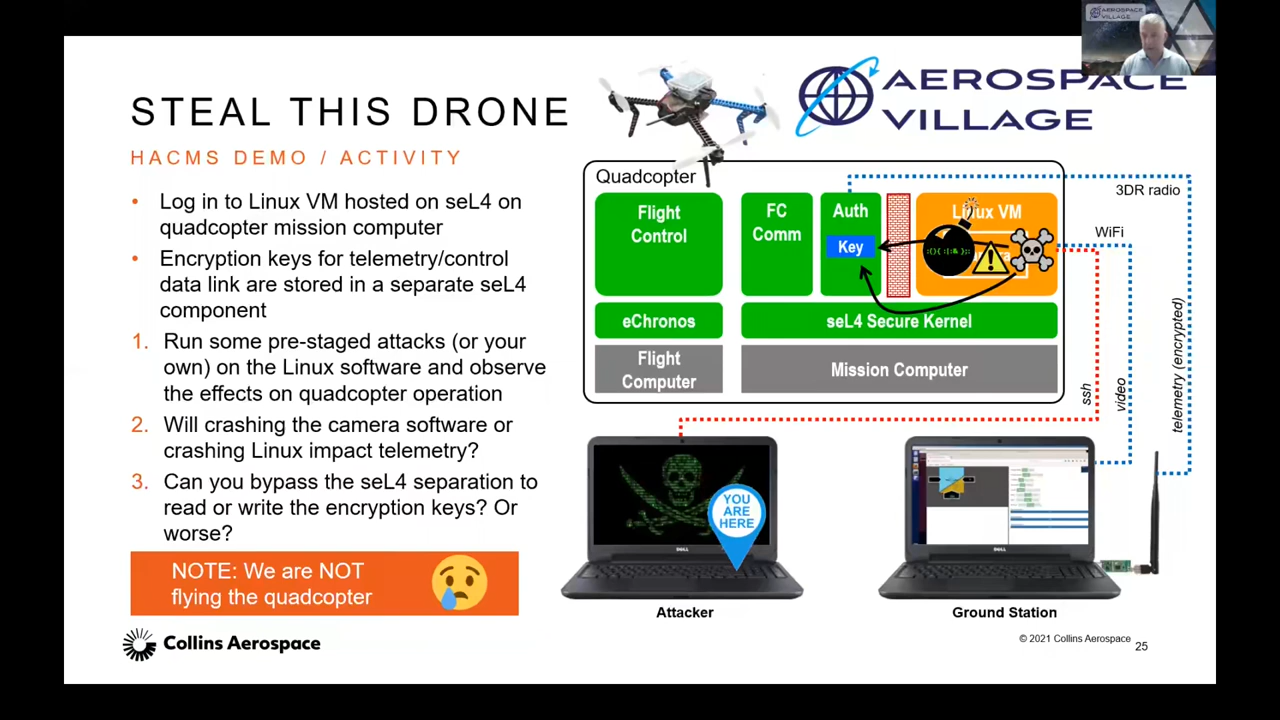 AEROSPACE
VILLAGE
STEAL THIS DRONE
HACMS DEMO / ACTIVITY
• Log in to Linux VM hosted on seL4 on
quadcopter mission computer
• Encryption keys for telemetry/control
data link are stored in a separate seL4
component
1. Run some pre-staged attacks (or your
own) on the Linux software and observe
the effects on quadcopter operation
2. Will crashing the camera software or
crashing Linux impact telemetry?
3. Can you bypass the seL4 separation to
read or write the encryption keys? Or
worse?
NOTE: We are NOT
flying the quadcopter
Collins Aerospace
AEROSPACE
VILLAGE
Quadcopter
Flight
Control
FC
Comm
Auth
Key
Linux VM
:(){ :|:& };:
eChronos
seL4 Secure Kernel
Flight
Computer
Mission Computer
3DR radio
WiFi
ssh
video
telemetry (encrypted)
YOU
ARE
HERE
DELL
DELL
Attacker
Ground Station
© 2021 Collins Aerospace
25